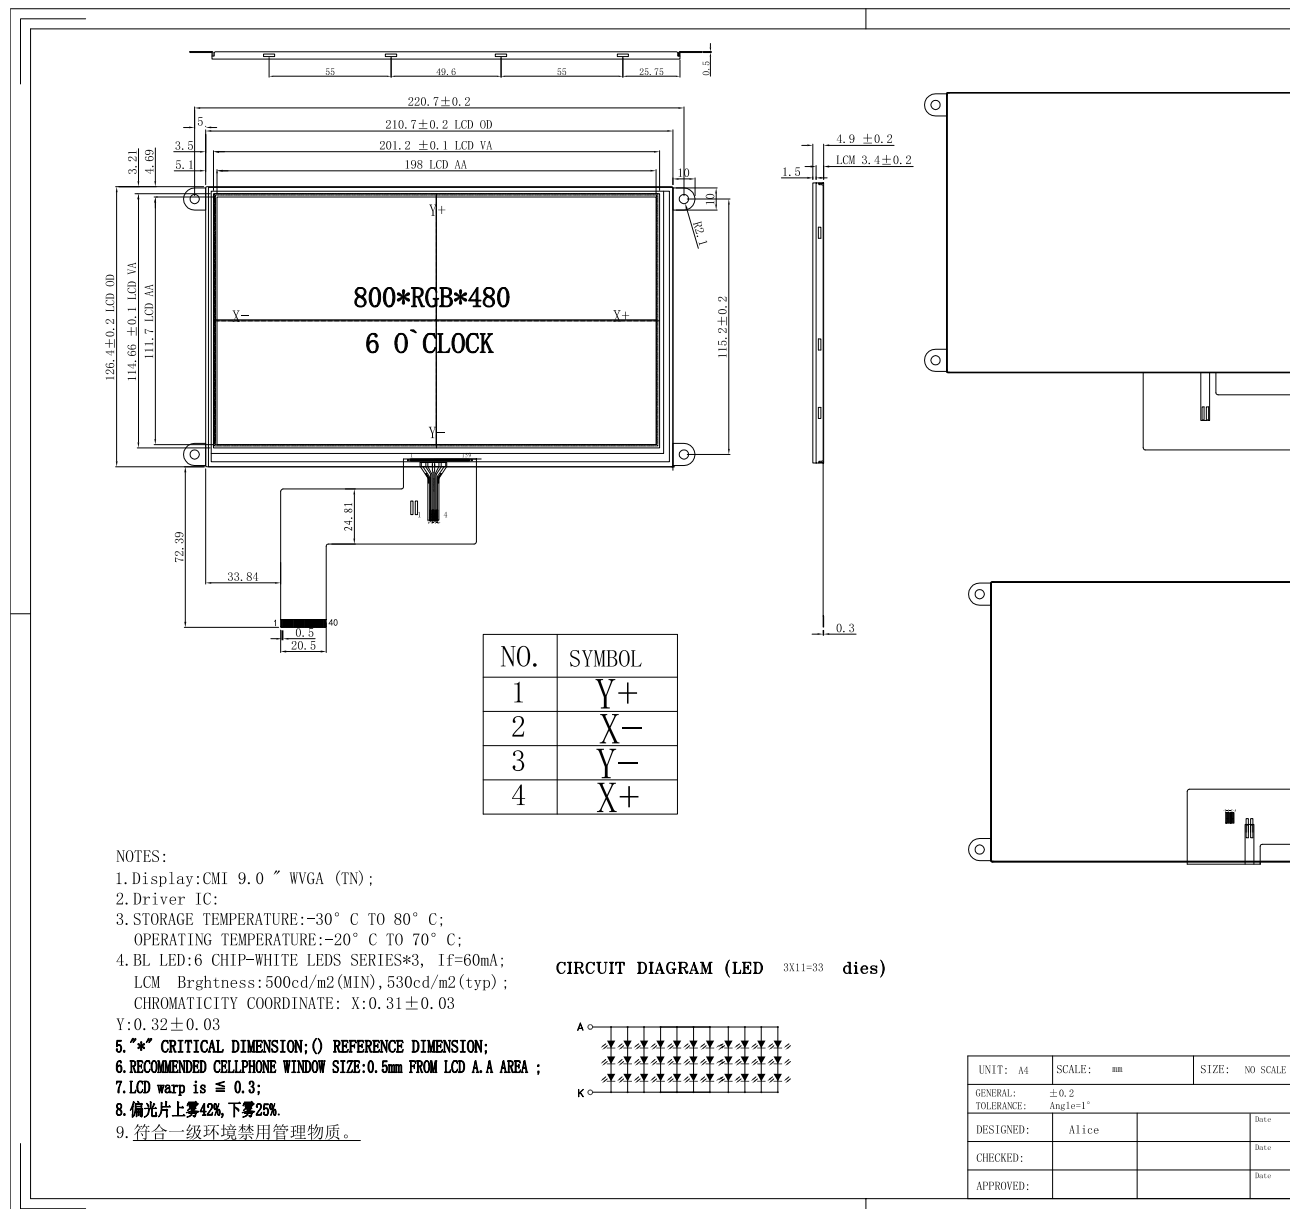 55
49.6
55
25.75
0.5
220.7±0.2
5
210.7±0.2 LCD OD
3.5
201.2 ±0.1 LCD VA
5.1
198 LCD AA
3.21
4.69
10
10
R2.1
4.9 ±0.2
LCM 3.4±0.2
1.5
Y+
800*RGB*480
X-
X+
6 O`CLOCK
Y-
126.4±0.2 LCD OD
114.66 ±0.1 LCD VA
111.7 LCD AA
115.2±0.2
1
4
24.81
72.39
33.84
1
40
0.5
20.5
0.3
NO. SYMBOL
1 Y+
2 X-
3 Y-
4 X+
NOTES:
1.Display:CMI 9.0 ″ WVGA (TN);
2.Driver IC:
3.STORAGE TEMPERATURE:-30° C TO 80° C;
OPERATING TEMPERATURE:-20° C TO 70° C;
4.BL LED:6 CHIP-WHITE LEDS SERIES*3, If=60mA;
LCM Brghtness:500cd/m2(MIN),530cd/m2(typ);
CHROMATICITY COORDINATE: X:0.31±0.03
Y:0.32±0.03
5.″*″ CRITICAL DIMENSION;() REFERENCE DIMENSION;
6.RECOMMENDED CELLPHONE WINDOW SIZE:0.5mm FROM LCD A.A AREA ;
7.LCD warp is ≦ 0.3;
8.偏光片上雾42%,下雾25%.
9.符合一级环境禁用管理物质。
CIRCUIT DIAGRAM (LED 3X11=33 dies)
A
K
UNIT: A4 SCALE: mm SIZE: NO SCALE
GENERAL: ±0.2
TOLERANCE: Angle=1°
DESIGNED: Alice Date
CHECKED: Date
APPROVED: Date